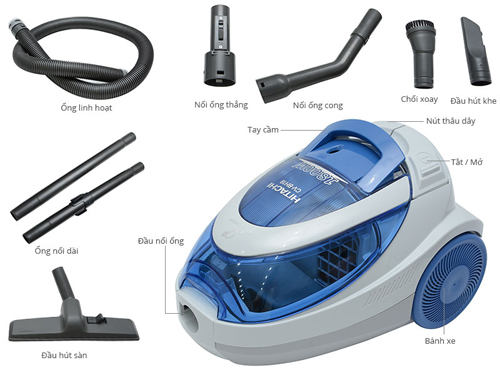 Ống linh hoạt
Nối ống thẳng
Nối ống cong
Chổi xoay
Đầu hút khe
Nút thâu dây
Tay cầm
Tắt / Mở
HITACHI
Ống nối dài
Đầu nối ống
Bánh xe
Đầu hút sàn